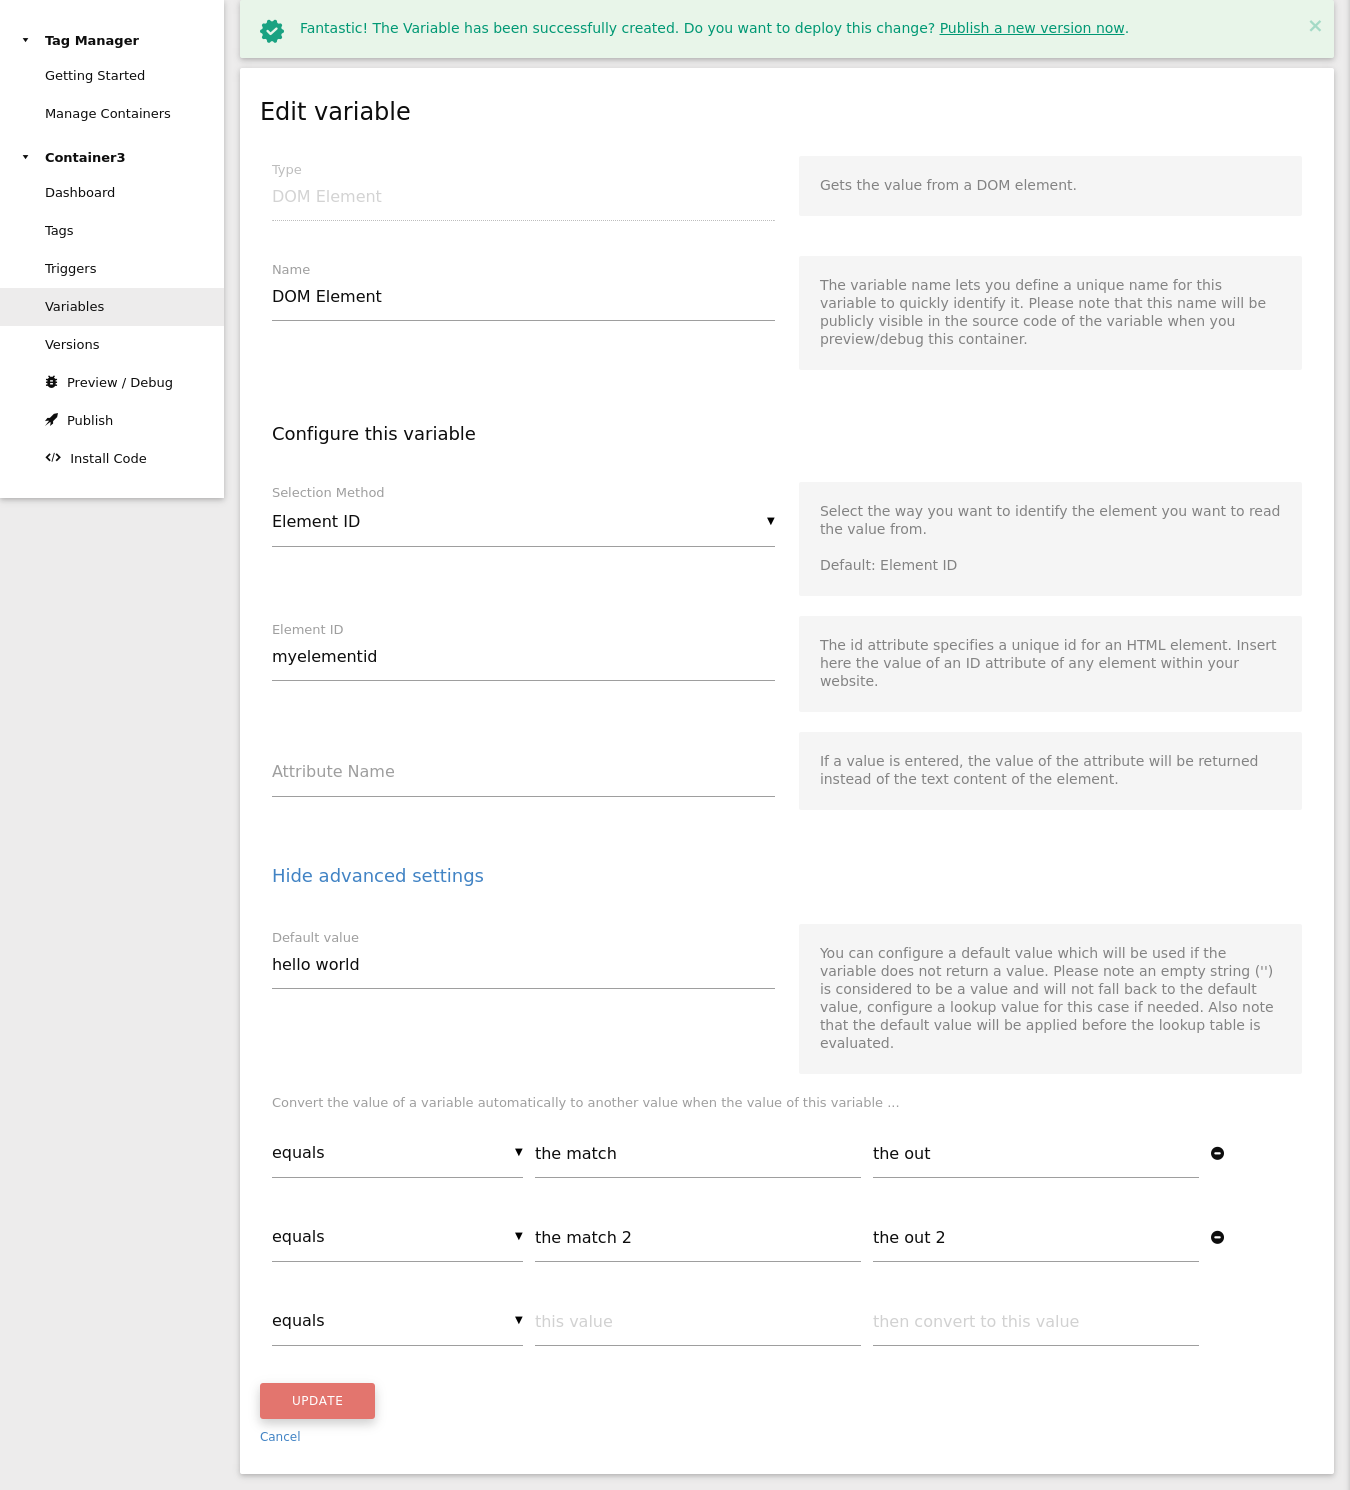 Tag Manager
Getting Started
Manage Containers
Container3
Dashboard
Tags
Triggers
Variables
Versions
Preview / Debug
Publish
Install Code
Fantastic! The Variable has been successfully created. Do you want to deploy this change? Publish a new version now.
×
Edit variable
Type
DOM Element
Gets the value from a DOM element.
Name
DOM Element
The variable name lets you define a unique name for this
variable to quickly identify it. Please note that this name will be
publicly visible in the source code of the variable when you
preview/debug this container.
Configure this variable
Selection Method
Element ID
Select the way you want to identify the element you want to read
the value from.
Default: Element ID
Element ID
myelementid
The id attribute specifies a unique id for an HTML element. Insert
here the value of an ID attribute of any element within your
website.
Attribute Name
If a value is entered, the value of the attribute will be returned
instead of the text content of the element.
Hide advanced settings
Default value
hello world
You can configure a default value which will be used if the
variable does not return a value. Please note an empty string ('')
is considered to be a value and will not fall back to the default
value, configure a lookup value for this case if needed. Also note
that the default value will be applied before the lookup table is
evaluated.
Convert the value of a variable automatically to another value when the value of this variable ...
equals the match the out
equals the match 2 the out 2
equals this value then convert to this value
UPDATE
Cancel